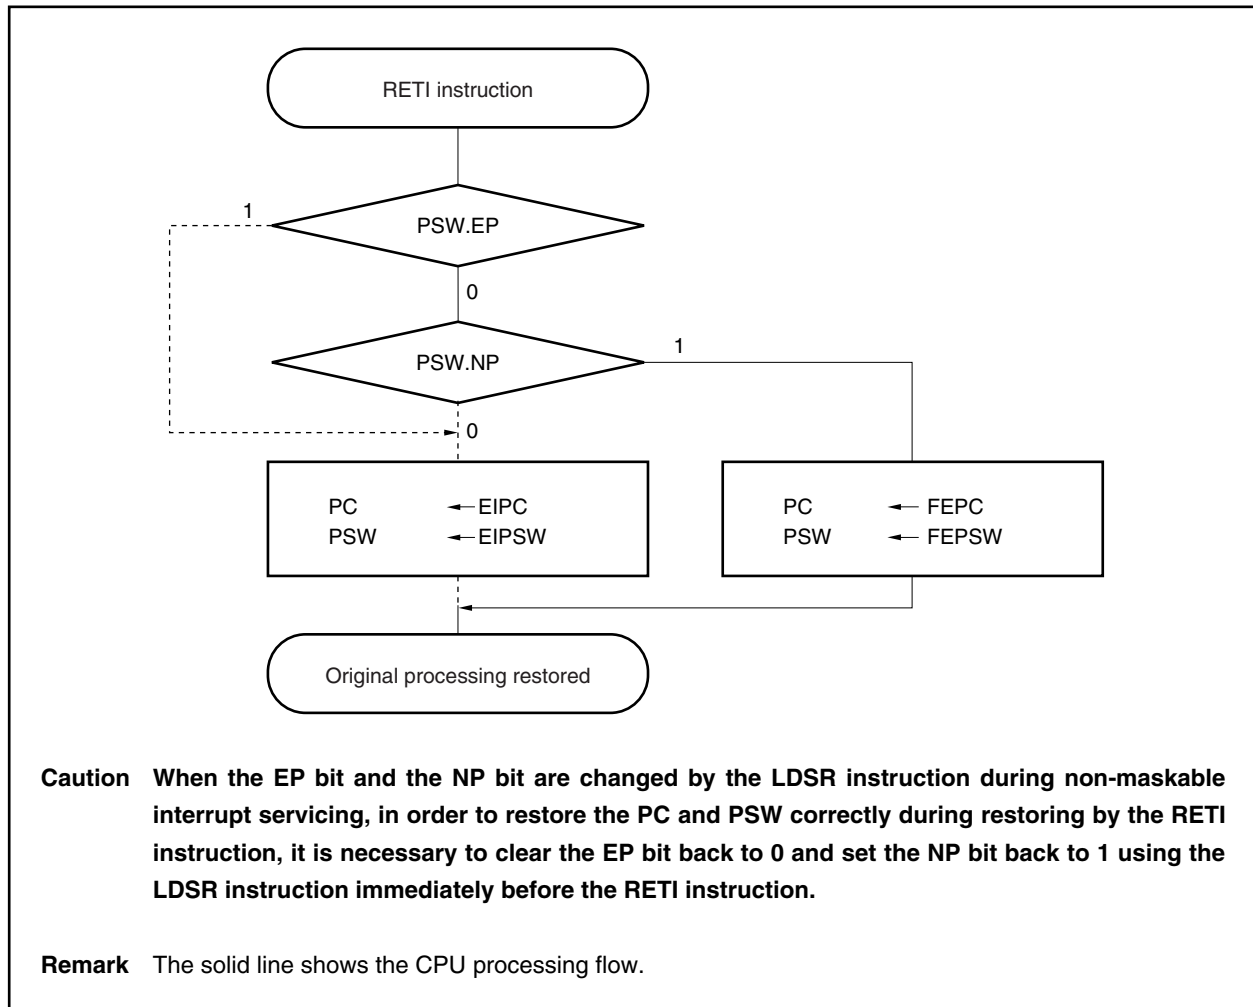 RETI instruction
1
PSW.EP
0
PSW.NP
1
0
PC ← EIPC
PSW ← EIPSW
PC ← FEPC
PSW ← FEPSW
Original processing restored
Caution When the EP bit and the NP bit are changed by the LDSR instruction during non-maskable
interrupt servicing, in order to restore the PC and PSW correctly during restoring by the RETI
instruction, it is necessary to clear the EP bit back to 0 and set the NP bit back to 1 using the
LDSR instruction immediately before the RETI instruction.
Remark The solid line shows the CPU processing flow.